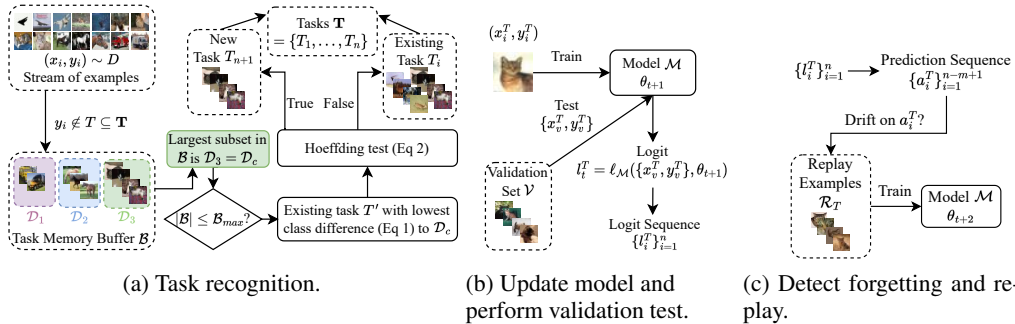 (x_i, y_i) ~ D
Stream of examples
y_i ∉ T ⊆ 𝐓
𝒟_1 𝒟_2 𝒟_3
Task Memory Buffer ℬ
Largest subset in
ℬ is 𝒟_3 = 𝒟_c
|ℬ| ≤ ℬ_max?
Existing task T′ with lowest
class difference (Eq 1) to 𝒟_c
Hoeffding test (Eq 2)
True False
New
Task T_{n+1}
Tasks 𝐓
= {T_1, . . . , T_n}
Existing
Task T_i
(a) Task recognition.
(x_i^T, y_i^T)
Train
Model ℳ
θ_{t+1}
Test
{x_v^T, y_v^T}
Validation
Set 𝒱
Logit
l_t^T = ℓ_ℳ({x_v^T, y_v^T}, θ_{t+1})
Logit Sequence
{l_i^T}_{i=1}^n
(b) Update model and
perform validation test.
{l_i^T}_{i=1}^n
Prediction Sequence
{a_i^T}_{i=1}^{n-m+1}
Drift on a_i^T?
Replay
Examples
ℛ_T
Train
Model ℳ
θ_{t+2}
(c) Detect forgetting and re-
play.